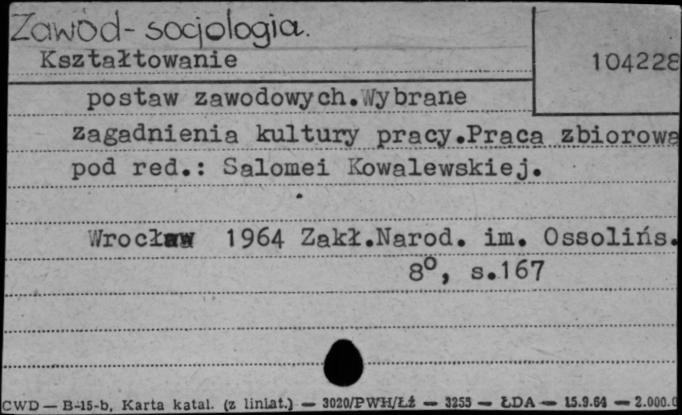 Zawód - socjologia.
Kształtowanie
104228
postaw zawodowych.Wybrane
zagadnienia kultury pracy.Praca zbiorowa
pod red.: Salomei Kowalewskiej.
Wrocław 1964 Zakł.Narod. im. Ossolińs.
8°, s.167
CWD — B-15-b, Karta katal. (z liniat.) — 3020/PWH/Łź — 3253 — ŁDA — 15.9.64 — 2.000.0